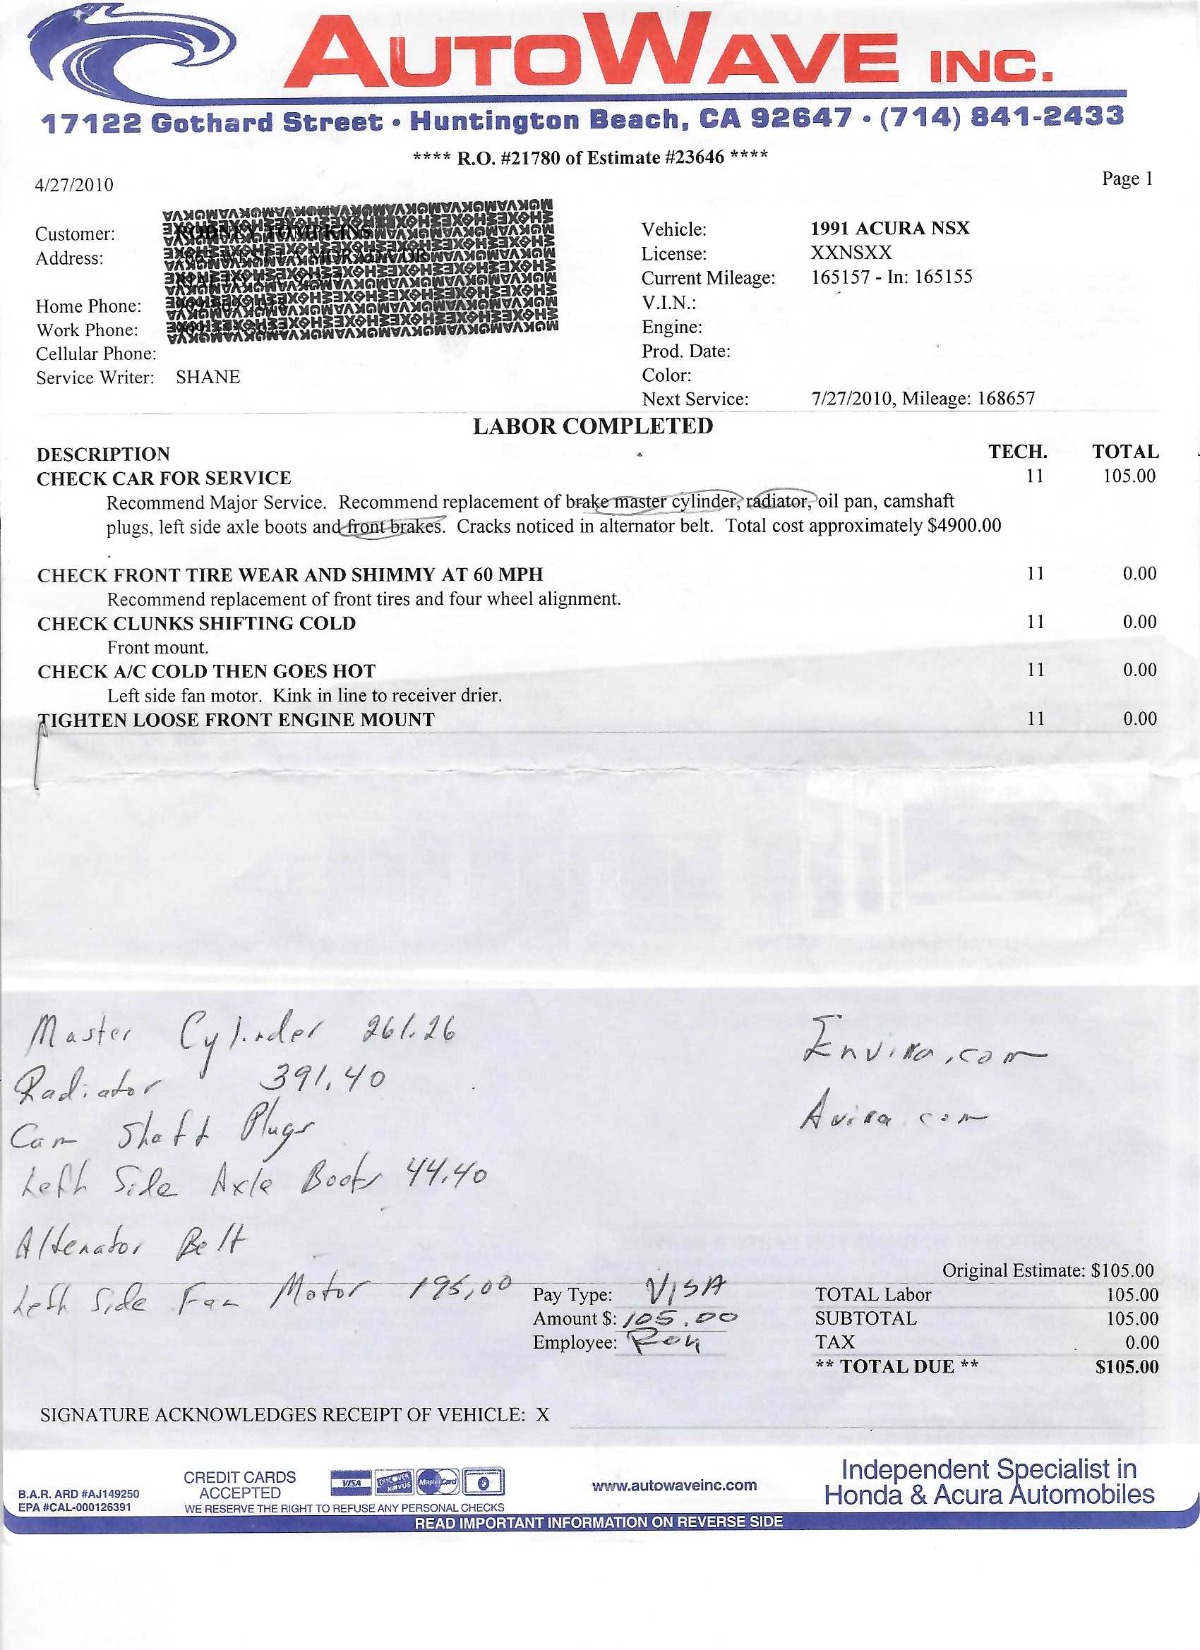 AUTOWAVE INC.
17122 Gothard Street • Huntington Beach, CA 92647 • (714) 841-2433
**** R.O. #21780 of Estimate #23646 ****
4/27/2010
Page 1
Customer:
Address:
Home Phone:
Work Phone:
Cellular Phone:
Service Writer: SHANE
Vehicle: 1991 ACURA NSX
License: XXNSXX
Current Mileage: 165157 - In: 165155
V.I.N.:
Engine:
Prod. Date:
Color:
Next Service: 7/27/2010, Mileage: 168657
LABOR COMPLETED
DESCRIPTION TECH. TOTAL
CHECK CAR FOR SERVICE 11 105.00
Recommend Major Service. Recommend replacement of brake master cylinder, radiator, oil pan, camshaft
plugs, left side axle boots and front brakes. Cracks noticed in alternator belt. Total cost approximately $4900.00
CHECK FRONT TIRE WEAR AND SHIMMY AT 60 MPH 11 0.00
Recommend replacement of front tires and four wheel alignment.
CHECK CLUNKS SHIFTING COLD 11 0.00
Front mount.
CHECK A/C COLD THEN GOES HOT 11 0.00
Left side fan motor. Kink in line to receiver drier.
TIGHTEN LOOSE FRONT ENGINE MOUNT 11 0.00
Master Cylinder 261.26
Radiator 391.40
Cam Shaft Plugs
Left Side Axle Boots 44.40
Altenator Belt
Left Side Fan Motor 195.00
Envira.com
Avira.com
Original Estimate: $105.00
Pay Type: VISA
Amount $: 105.00
Employee: Ron
TOTAL Labor 105.00
SUBTOTAL 105.00
TAX 0.00
** TOTAL DUE ** $105.00
SIGNATURE ACKNOWLEDGES RECEIPT OF VEHICLE: X
B.A.R. ARD #AJ149250
EPA #CAL-000126391
CREDIT CARDS
ACCEPTED
VISA DISCOVER NOVUS MasterCard
WE RESERVE THE RIGHT TO REFUSE ANY PERSONAL CHECKS
www.autowaveinc.com
Independent Specialist in
Honda & Acura Automobiles
READ IMPORTANT INFORMATION ON REVERSE SIDE